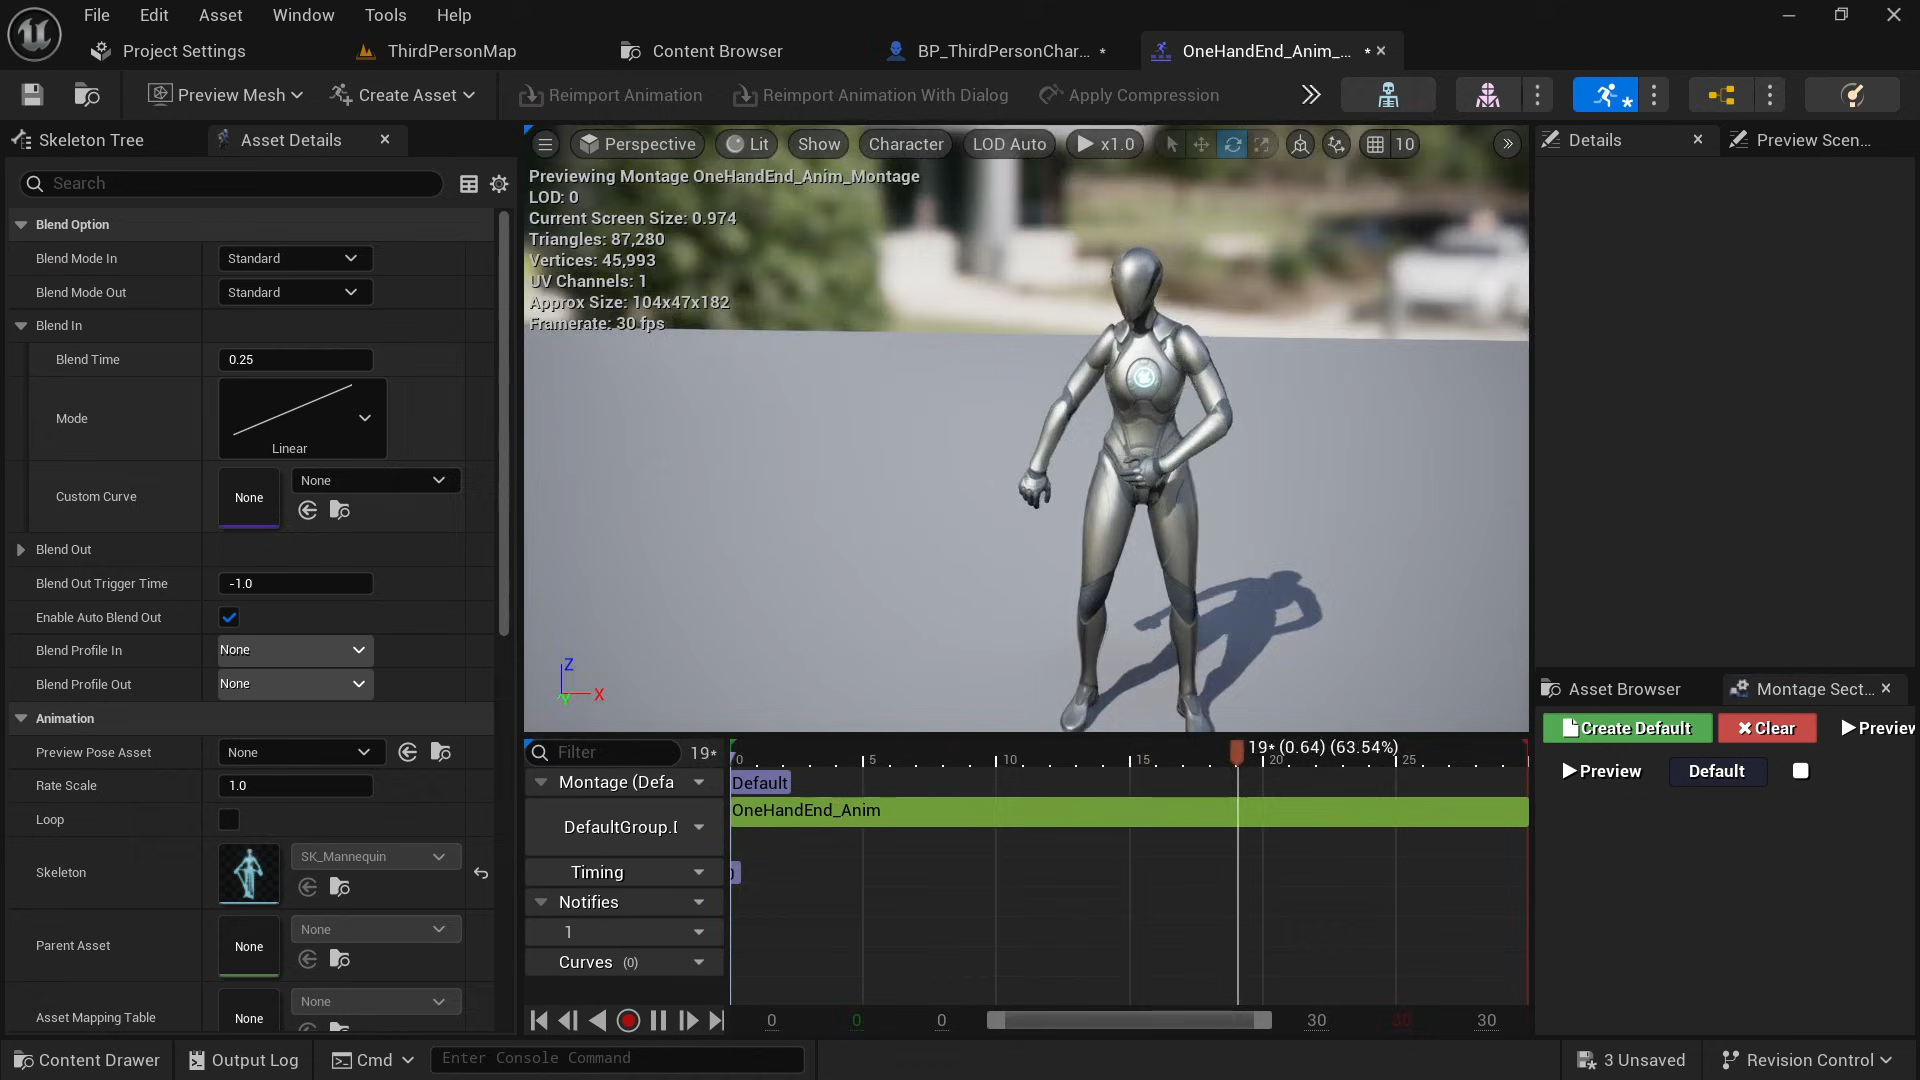 File Edit Asset Window Tools Help
Project Settings ThirdPersonMap Content Browser BP_ThirdPersonChar... * OneHandEnd_Anim_... *
Preview Mesh Create Asset Reimport Animation Reimport Animation With Dialog Apply Compression
Skeleton Tree Asset Details
Search
Blend Option
Blend Mode In Standard
Blend Mode Out Standard
Blend In
Blend Time 0.25
Mode Linear
Custom Curve None None
Blend Out
Blend Out Trigger Time -1.0
Enable Auto Blend Out
Blend Profile In None
Blend Profile Out None
Animation
Preview Pose Asset None
Rate Scale 1.0
Loop
Skeleton SK_Mannequin
Parent Asset None None
Asset Mapping Table None None
Perspective Lit Show Character LOD Auto x1.0 10
Previewing Montage OneHandEnd_Anim_Montage
LOD: 0
Current Screen Size: 0.974
Triangles: 87,280
Vertices: 45,993
UV Channels: 1
Approx Size: 104x47x182
Framerate: 30 fps
Z
X
Y
Filter 19* 19* (0.64) (63.54%)
0 5 10 15 20 25
Montage (Defa Default
OneHandEnd_Anim
DefaultGroup.
Timing
Notifies
1
Curves (0)
0 0 0 30 30 30
Details Preview Scen...
Asset Browser Montage Sect...
Create Default Clear Preview
Preview Default
Content Drawer Output Log Cmd Enter Console Command 3 Unsaved Revision Control